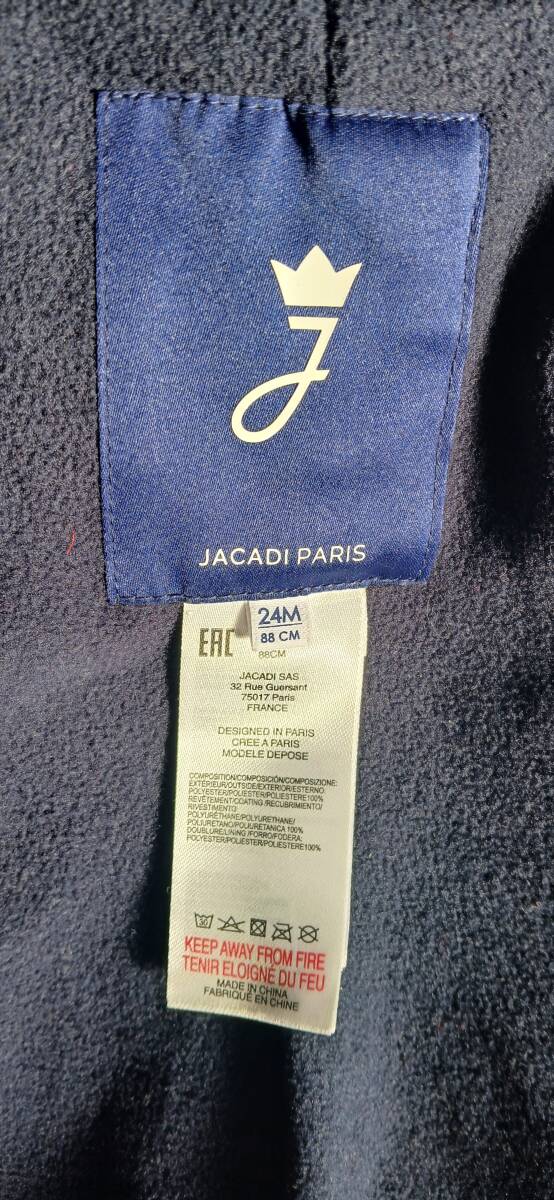 J
JACADI PARIS
24M
88 CM
EAC
88CM
JACADI SAS
32 Rue Guersant
75017 Paris
FRANCE
DESIGNED IN PARIS
CREE A PARIS
MODELE DEPOSE
COMPOSITION/COMPOSICIÓN/COMPOSIZIONE:
EXTERIEUR/OUTSIDE/EXTERIOR/ESTERNO:
POLYESTER/POLIESTER/POLIESTERE 100%
REVÊTEMENT/COATING /RECUBRIMIENTO/
RIVESTIMENTO:
POLYURÉTHANE/POLYURETHANE/
POLIURETANO/POLIURETANICA 100%
DOUBLURE/LINING /FORRO/FODERA:
POLYESTER/POLIESTER/POLIESTERE100%
30
KEEP AWAY FROM FIRE
TENIR ELOIGNÉ DU FEU
MADE IN CHINA
FABRIQUÉ EN CHINE